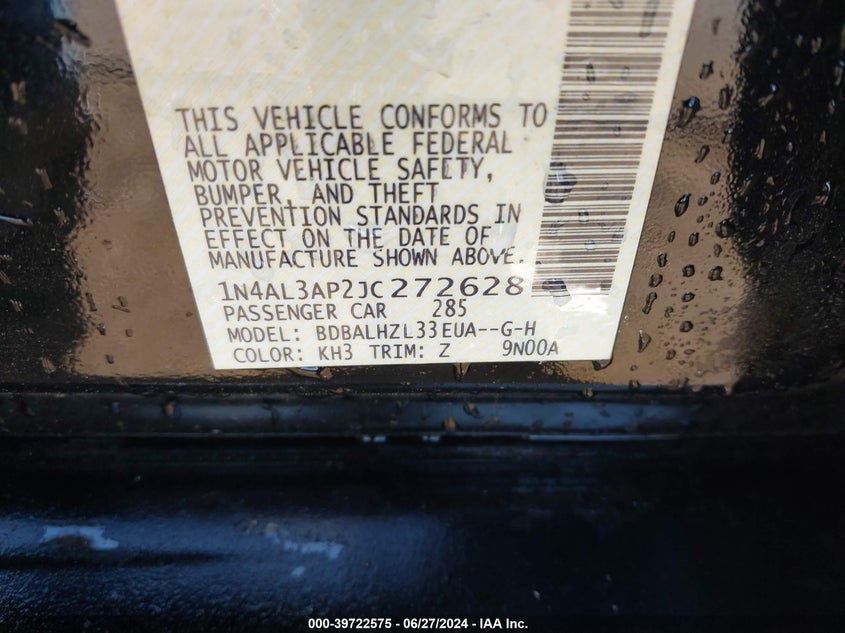 THIS VEHICLE CONFORMS TO
ALL APPLICABLE FEDERAL
MOTOR VEHICLE SAFETY,
BUMPER, AND THEFT
PREVENTION STANDARDS IN
EFFECT ON THE DATE OF
MANUFACTURE SHOWN ABOVE.
1N4AL3AP2JC272628
PASSENGER CAR 285
MODEL: BDBALHZL33EUA--G-H
COLOR: KH3 TRIM: Z 9N00A
000-39722575 - 06/27/2024 - IAA Inc.